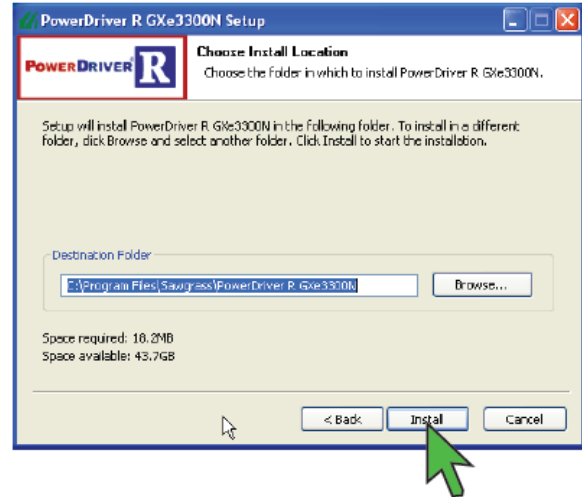 PowerDriver R GXe3300N Setup
POWERDRIVER R
Choose Install Location
Choose the folder in which to install PowerDriver R GXe3300N.
Setup will install PowerDriver R GXe3300N in the following folder. To install in a different
folder, click Browse and select another folder. Click Install to start the installation.
Destination Folder
C:\Program Files\Sawgrass\PowerDriver R GXe3300N
Browse...
Space required: 18.2MB
Space available: 43.7GB
< Back
Install
Cancel